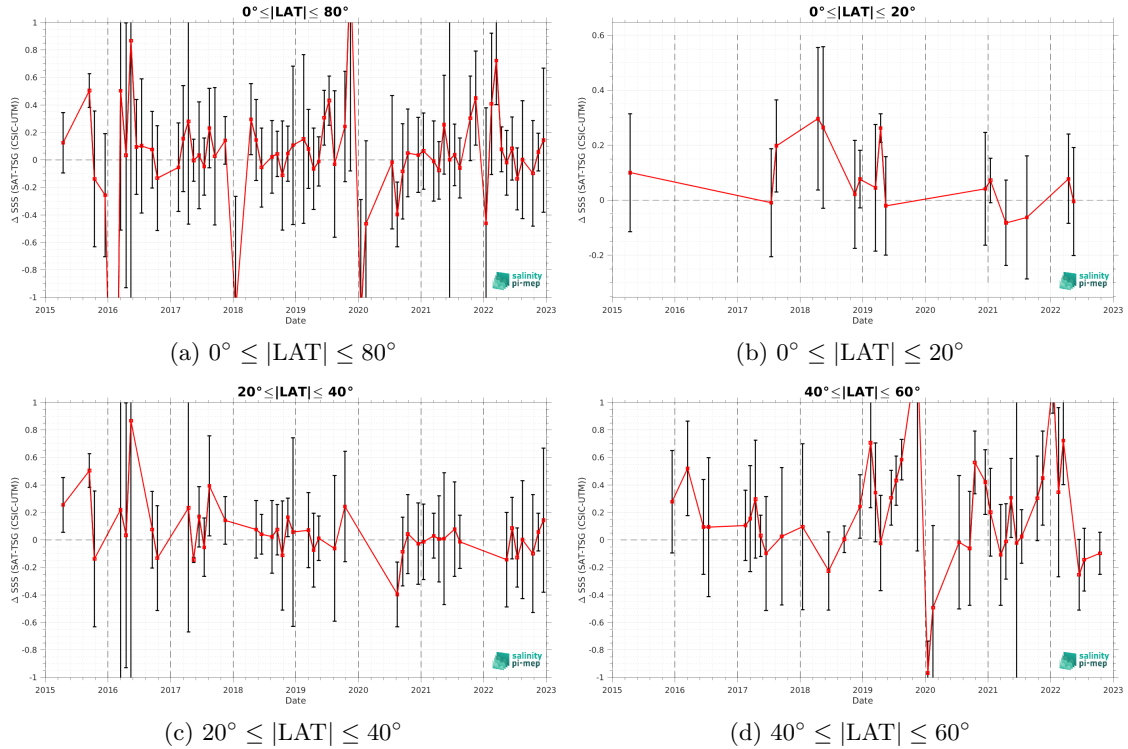 0°≤|LAT|≤ 80°
Δ SSS (SAT-TSG (CSIC-UTM))
1
0.8
0.6
0.4
0.2
0
-0.2
-0.4
-0.6
-0.8
-1
2015 2016 2017 2018 2019 2020 2021 2022 2023
Date
salinity
pi-mep
(a) 0° ≤ |LAT| ≤ 80°
0°≤|LAT|≤ 20°
Δ SSS (SAT-TSG (CSIC-UTM))
0.6
0.4
0.2
0
-0.2
2015 2016 2017 2018 2019 2020 2021 2022 2023
Date
salinity
pi-mep
(b) 0° ≤ |LAT| ≤ 20°
20°≤|LAT|≤ 40°
Δ SSS (SAT-TSG (CSIC-UTM))
1
0.8
0.6
0.4
0.2
0
-0.2
-0.4
-0.6
-0.8
-1
2015 2016 2017 2018 2019 2020 2021 2022 2023
Date
salinity
pi-mep
(c) 20° ≤ |LAT| ≤ 40°
40°≤|LAT|≤ 60°
Δ SSS (SAT-TSG (CSIC-UTM))
1
0.8
0.6
0.4
0.2
0
-0.2
-0.4
-0.6
-0.8
-1
2015 2016 2017 2018 2019 2020 2021 2022 2023
Date
salinity
pi-mep
(d) 40° ≤ |LAT| ≤ 60°